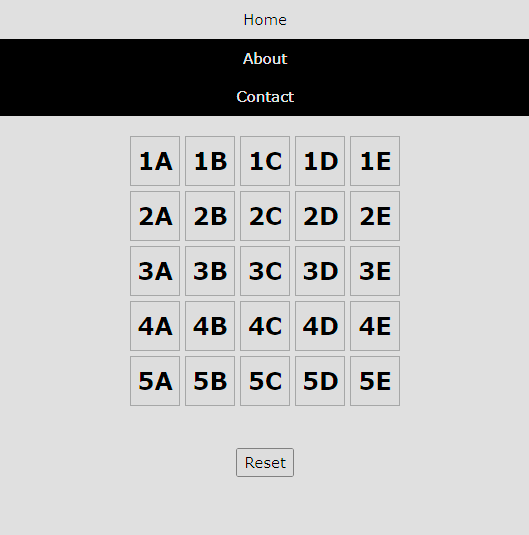 Home
About
Contact
1A 1B 1C 1D 1E
2A 2B 2C 2D 2E
3A 3B 3C 3D 3E
4A 4B 4C 4D 4E
5A 5B 5C 5D 5E
Reset